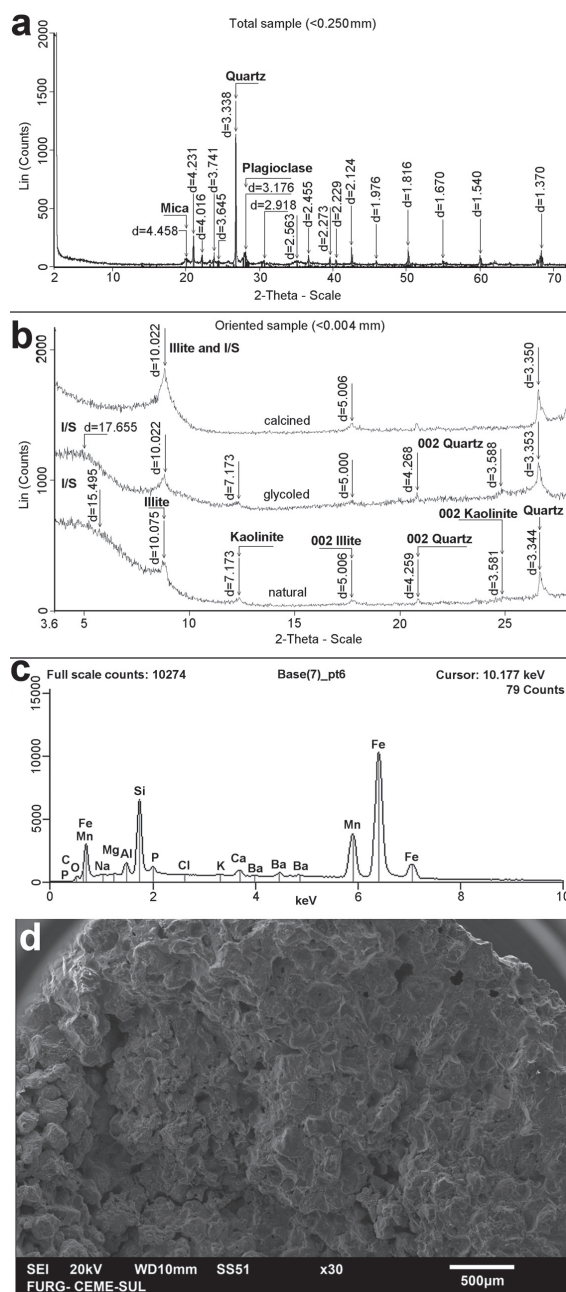 a
Total sample (<0.250mm)
2000
1500
1000
500
0
Lin (Counts)
Quartz
d=3.338
Plagioclase
d=3.176
d=2.918
Mica
d=4.458
d=4.231
d=4.016
d=3.741
d=3.645
d=2.563
d=2.455
d=2.273
d=2.229
d=2.124
d=1.976
d=1.816
d=1.670
d=1.540
d=1.370
2 10 20 30 40 50 60 70
2-Theta - Scale
b
Oriented sample (<0.004 mm)
2000
1000
0
Lin (Counts)
d=10.022
Illite and I/S
d=5.006
d=3.350
calcined
I/S
d=17.655
d=10.022
d=7.173
d=5.000
d=4.268
002 Quartz
d=3.588
d=3.353
glycoled
I/S
d=15.495
Illite
d=10.075
Kaolinite
d=7.173
002 Illite
d=5.006
002 Quartz
d=4.259
002 Kaolinite
d=3.581
Quartz
d=3.344
natural
3.6 5 10 15 20 25
2-Theta - Scale
c
Full scale counts: 10274
Base(7)_pt6
Cursor: 10.177 keV
79 Counts
15000
10000
5000
0
Lin (Counts)
C
P
O
Fe
Mn
Na
Mg
Al
Si
P
Cl
K
Ca
Ba
Ba
Ba
Mn
Fe
Fe
0 2 4 6 8 10
keV
d
SEI 20kV WD10mm SS51 x30 500µm
FURG- CEME-SUL